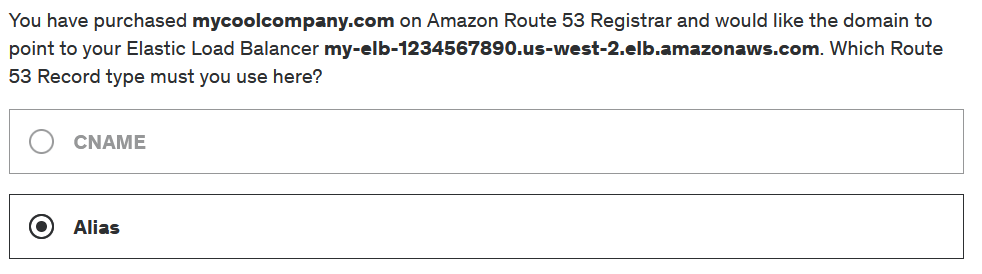 You have purchased mycoolcompany.com on Amazon Route 53 Registrar and would like the domain to
point to your Elastic Load Balancer my-elb-1234567890.us-west-2.elb.amazonaws.com. Which Route
53 Record type must you use here?
CNAME
Alias